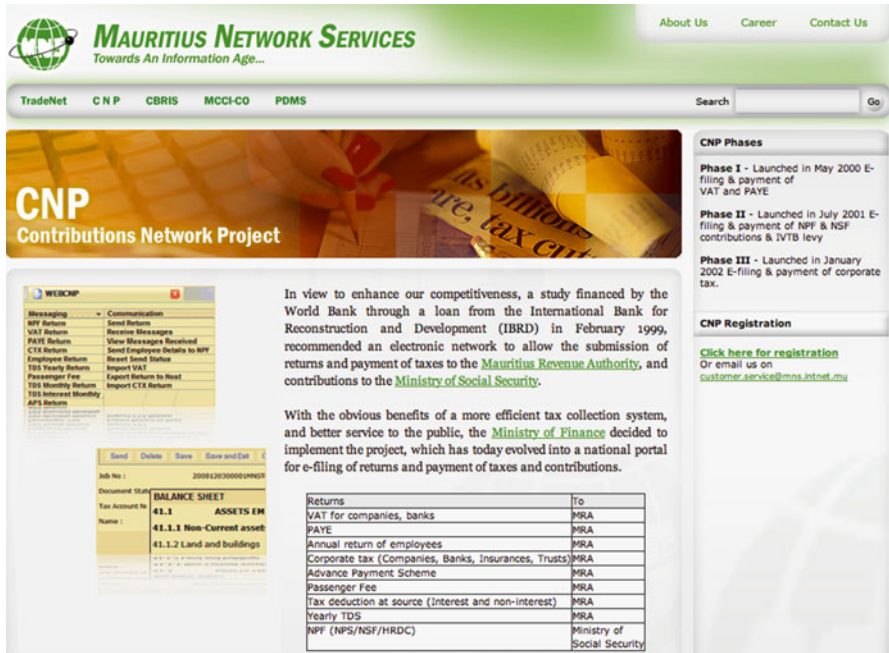 About Us Career Contact Us
MAURITIUS NETWORK SERVICES
Towards An Information Age...
TradeNet C N P CBRIS MCCI-CO PDMS
Search Go
its billions
re, tax cut
CNP
Contributions Network Project
CNP Phases
Phase I - Launched in May 2000 E-
filing & payment of
VAT and PAYE
Phase II - Launched in July 2001 E-
filing & payment of NPF & NSF
contributions & IVTB levy
Phase III - Launched in January
2002 E-filing & payment of corporate
tax.
CNP Registration
Click here for registration
Or email us on
customer.service@mns.intnet.mu
WEBCNP
Messaging Communication
NPF Return Send Return
VAT Return Receive Messages
PAYE Return View Messages Received
CTX Return Send Employee Details to NPF
Employee Return Reset Send Status
TDS Yearly Return Import VAT
Passenger Fee Export Return to Host
TDS Monthly Return Import CTX Return
TDS Interest Monthly
APS Return
Send Delete Save Save and Exit
Job No : 2008120300001MNST
Document Stat
Tax Account №
Name :
BALANCE SHEET
41.1 ASSETS EM
41.1.1 Non-Current asset
41.1.2 Land and buildings
In view to enhance our competitiveness, a study financed by the
World Bank through a loan from the International Bank for
Reconstruction and Development (IBRD) in February 1999,
recommended an electronic network to allow the submission of
returns and payment of taxes to the Mauritius Revenue Authority, and
contributions to the Ministry of Social Security.
With the obvious benefits of a more efficient tax collection system,
and better service to the public, the Ministry of Finance decided to
implement the project, which has today evolved into a national portal
for e-filing of returns and payment of taxes and contributions.
Returns To
VAT for companies, banks MRA
PAYE MRA
Annual return of employees MRA
Corporate tax (Companies, Banks, Insurances, Trusts) MRA
Advance Payment Scheme MRA
Passenger Fee MRA
Tax deduction at source (Interest and non-interest) MRA
Yearly TDS MRA
NPF (NPS/NSF/HRDC) Ministry of
Social Security